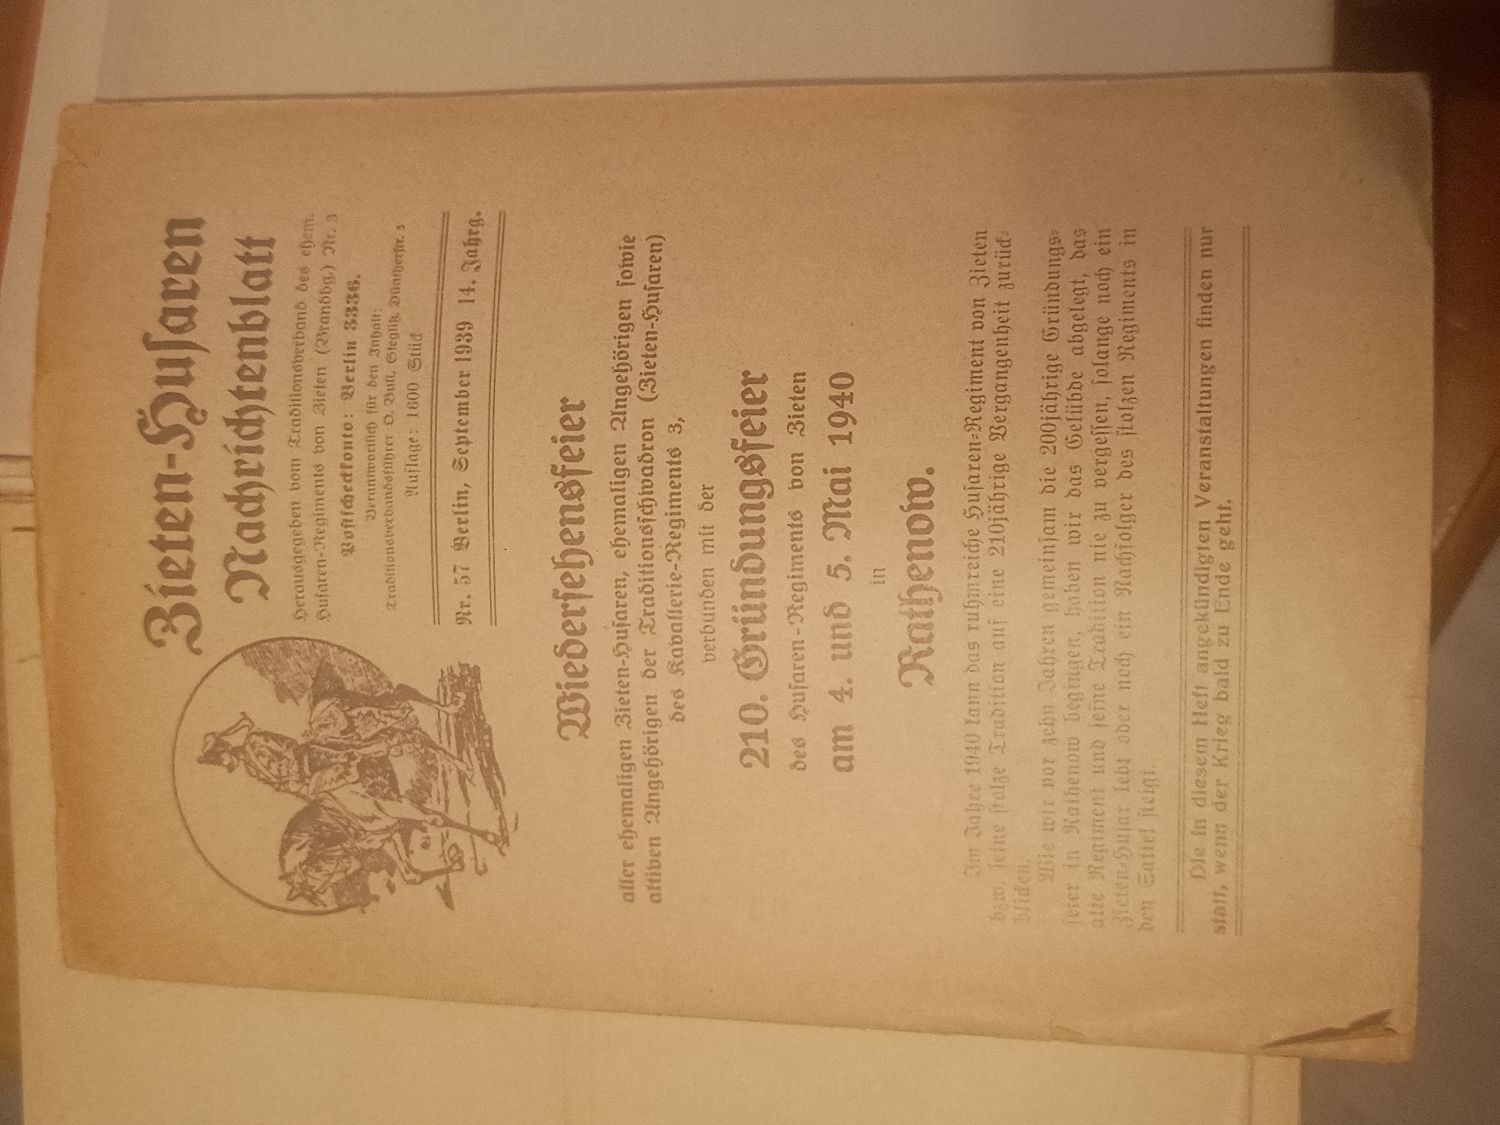 Zieten-Husaren
Nachrichtenblatt
Herausgegeben vom Traditionsverband des ehem.
Husaren-Regiments von Zieten (Brandbg.) Nr. 3
Postscheckkonto: Berlin 3336.
Verantwortlich für den Inhalt:
Traditionsverbandsführer O. Bull, Steglitz, Düntherstr. 5
Auflage: 1600 Stück
Nr. 57 Berlin, September 1939 14. Jahrg.
Wiedersehensfeier
aller ehemaligen Zieten-Husaren, ehemaligen Angehörigen sowie
aktiven Angehörigen der Traditionsschwadron (Zieten-Husaren)
des Kavallerie-Regiments 3,
verbunden mit der
210. Gründungsfeier
des Husaren-Regiments von Zieten
am 4. und 5. Mai 1940
in
Rathenow.
Im Jahre 1940 kann das ruhmreiche Husaren-Regiment von Zieten
bzw. seine stolze Tradition auf eine 210jährige Vergangenheit zurück-
blicken.
Wie wir vor zehn Jahren gemeinsam die 200jährige Gründungs-
feier in Rathenow begingen, haben wir das Gelübde abgelegt, das
alte Regiment und seine Tradition nie zu vergessen, solange noch ein
Zieten-Husar lebt oder noch ein Nachfolger des stolzen Regiments in
den Sattel steigt.
Die in diesem Heft angekündigten Veranstaltungen finden nur
statt, wenn der Krieg bald zu Ende geht.